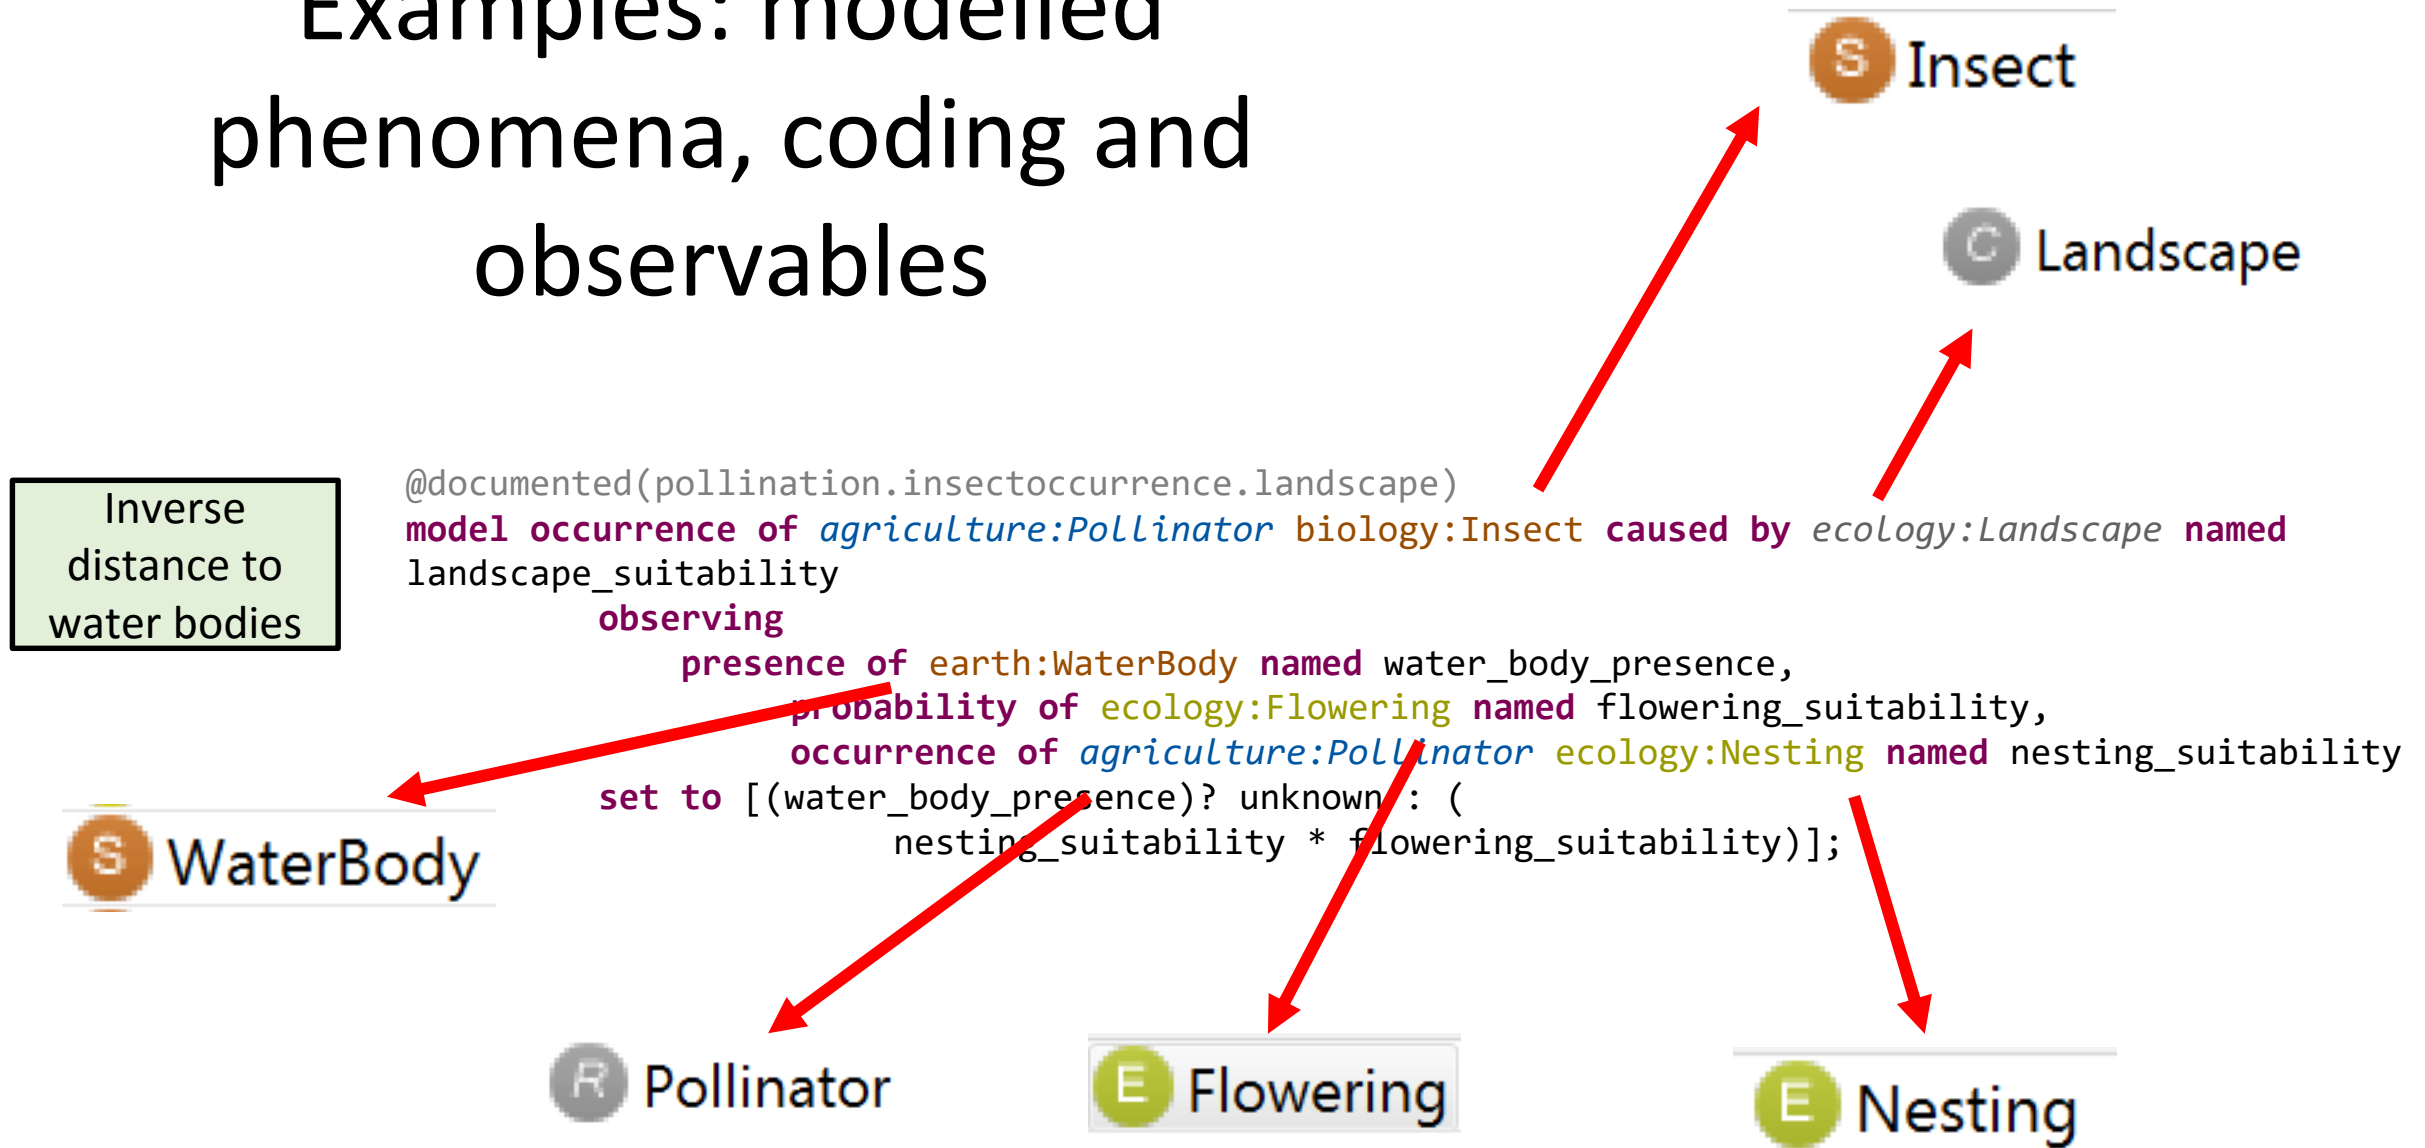 Examples: modelled
phenomena, coding and
observables
S Insect
C Landscape
Inverse
distance to
water bodies
@documented(pollination.insectoccurrence.landscape)
model occurrence of agriculture:Pollinator biology:Insect caused by ecology:Landscape named
landscape_suitability
observing
presence of earth:WaterBody named water_body_presence,
probability of ecology:Flowering named flowering_suitability,
occurrence of agriculture:Pollinator ecology:Nesting named nesting_suitability
set to [(water_body_presence)? unknown : (
nesting_suitability * flowering_suitability)];
S WaterBody
R Pollinator
E Flowering
E Nesting